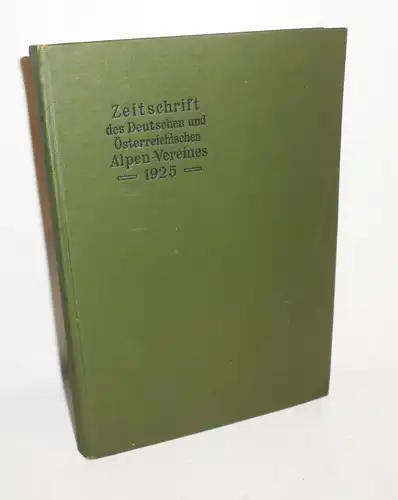 Zeitschrift
des Deutschen und
Österreichischen
Alpen-Vereines
— 1925 —